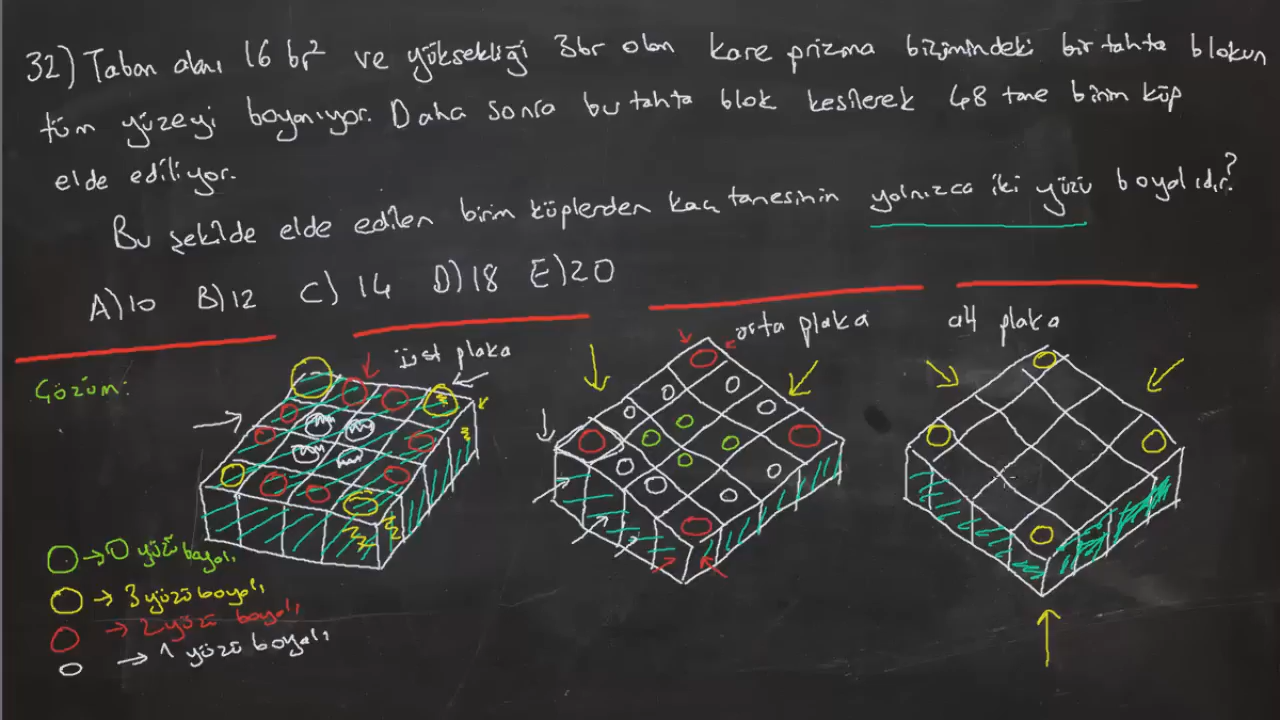 32) Taban alanı 16 br² ve yüksekliği 3br olan kare prizma biçimindeki bir tahta blokun
tüm yüzeyi boyanıyor. Daha sonra bu tahta blok kesilerek 48 tane birim küp
elde ediliyor.
Bu şekilde elde edilen birim küplerden kaç tanesinin yalnızca iki yüzü boyalıdır?
A) 10 B) 12 C) 14 D) 18 E) 20
üst plaka
orta plaka
alt plaka
Çözüm:
→ 0 yüzü boyalı
→ 3 yüzü boyalı
→ 2 yüzü boyalı
→ 1 yüzü boyalı